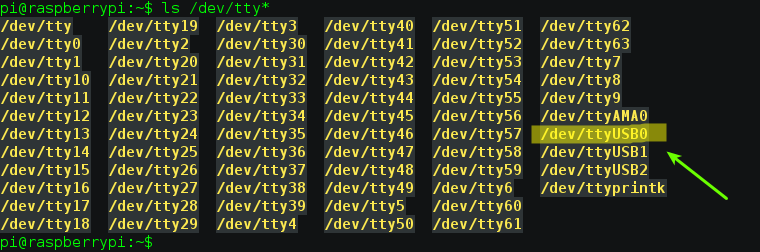 pi@raspberrypi:~$ ls /dev/tty*
/dev/tty /dev/tty19 /dev/tty3 /dev/tty40 /dev/tty51 /dev/tty62
/dev/tty0 /dev/tty2 /dev/tty30 /dev/tty41 /dev/tty52 /dev/tty63
/dev/tty1 /dev/tty20 /dev/tty31 /dev/tty42 /dev/tty53 /dev/tty7
/dev/tty10 /dev/tty21 /dev/tty32 /dev/tty43 /dev/tty54 /dev/tty8
/dev/tty11 /dev/tty22 /dev/tty33 /dev/tty44 /dev/tty55 /dev/tty9
/dev/tty12 /dev/tty23 /dev/tty34 /dev/tty45 /dev/tty56 /dev/ttyAMA0
/dev/tty13 /dev/tty24 /dev/tty35 /dev/tty46 /dev/tty57 /dev/ttyUSB0
/dev/tty14 /dev/tty25 /dev/tty36 /dev/tty47 /dev/tty58 /dev/ttyUSB1
/dev/tty15 /dev/tty26 /dev/tty37 /dev/tty48 /dev/tty59 /dev/ttyUSB2
/dev/tty16 /dev/tty27 /dev/tty38 /dev/tty49 /dev/tty6 /dev/ttyprintk
/dev/tty17 /dev/tty28 /dev/tty39 /dev/tty5 /dev/tty60
/dev/tty18 /dev/tty29 /dev/tty4 /dev/tty50 /dev/tty61
pi@raspberrypi:~$